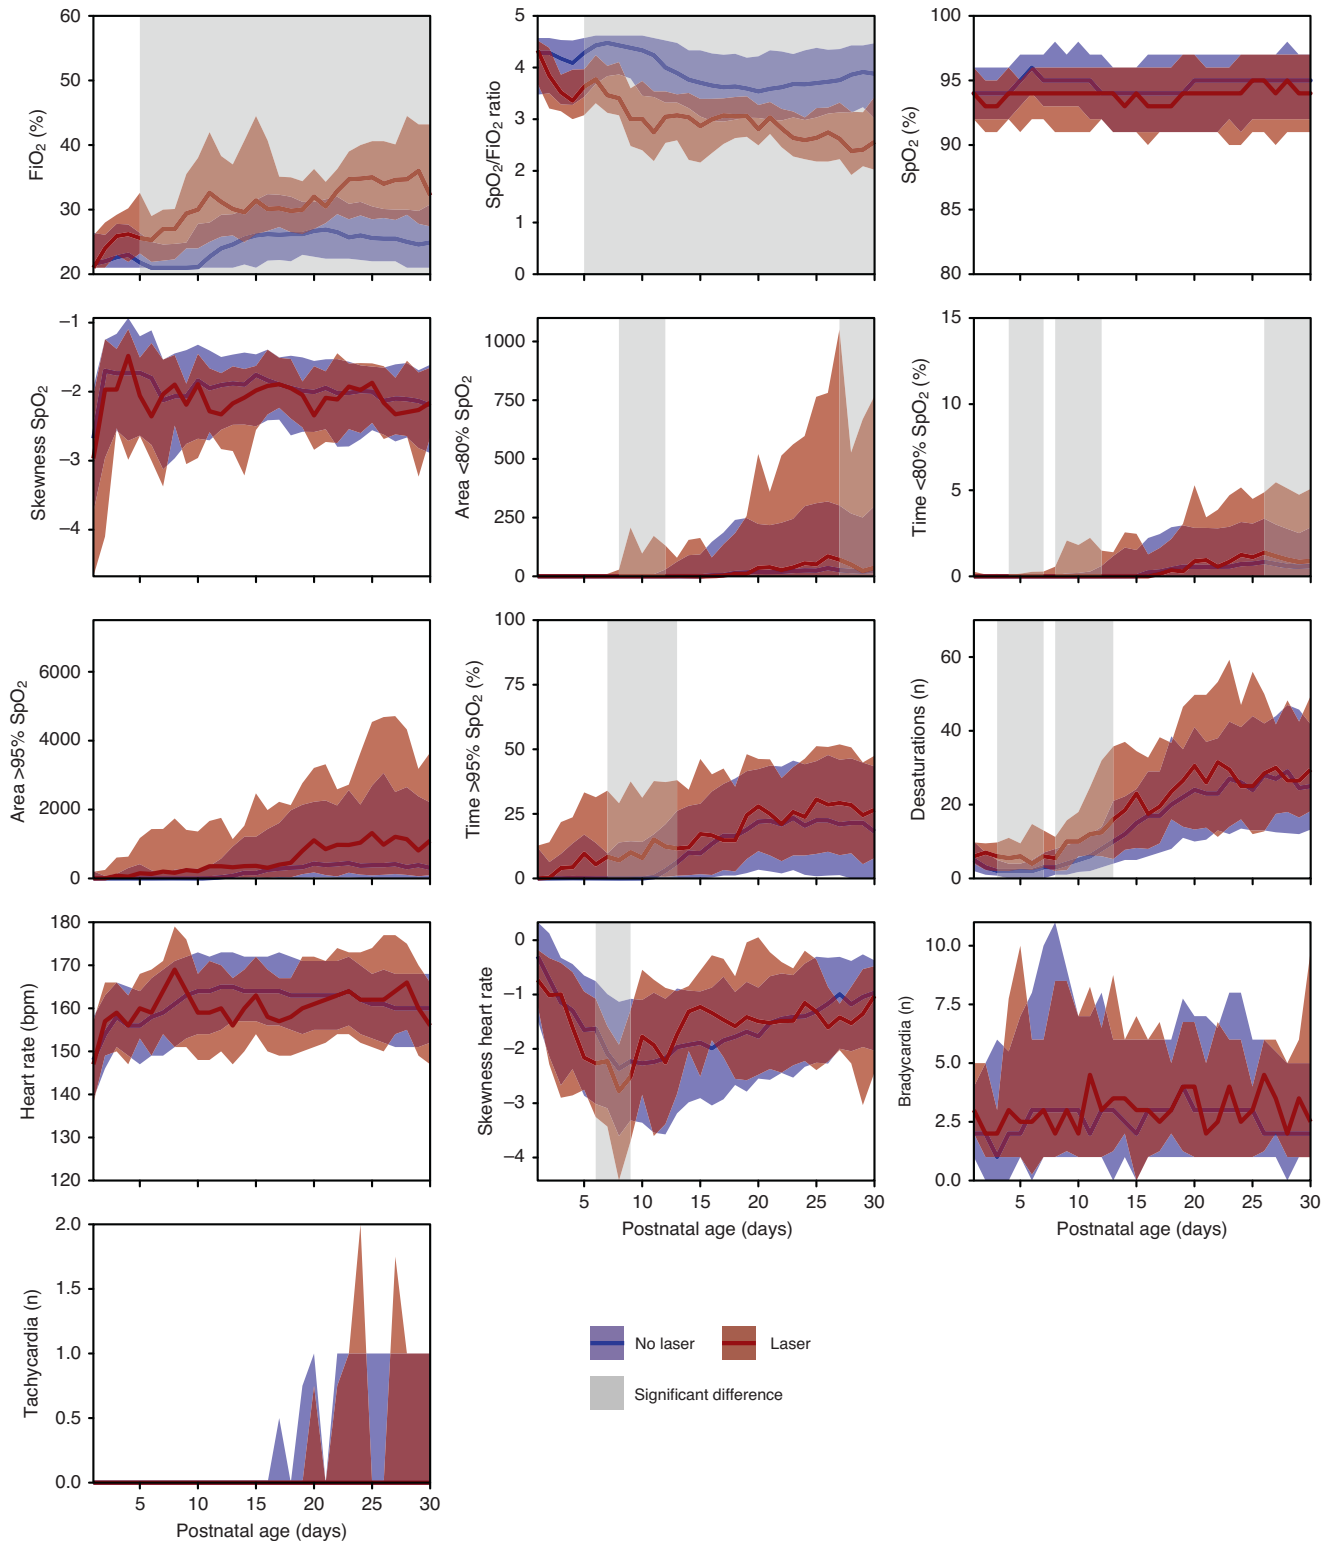 FiO2 (%)
60
50
40
30
20
SpO2/FiO2 ratio
5
4
3
2
1
0
SpO2 (%)
100
95
90
85
80
Skewness SpO2
–1
–2
–3
–4
Area <80% SpO2
1000
750
500
250
0
Time <80% SpO2 (%)
15
10
5
0
Area >95% SpO2
6000
4000
2000
0
Time >95% SpO2 (%)
100
75
50
25
0
Desaturations (n)
60
40
20
0
Heart rate (bpm)
180
170
160
150
140
130
120
Skewness heart rate
0
–1
–2
–3
–4
5 10 15 20 25 30
Postnatal age (days)
Bradycardia (n)
10.0
7.5
5.0
2.5
0.0
5 10 15 20 25 30
Postnatal age (days)
Tachycardia (n)
2.0
1.5
1.0
0.5
0.0
5 10 15 20 25 30
Postnatal age (days)
No laser
Laser
Significant difference